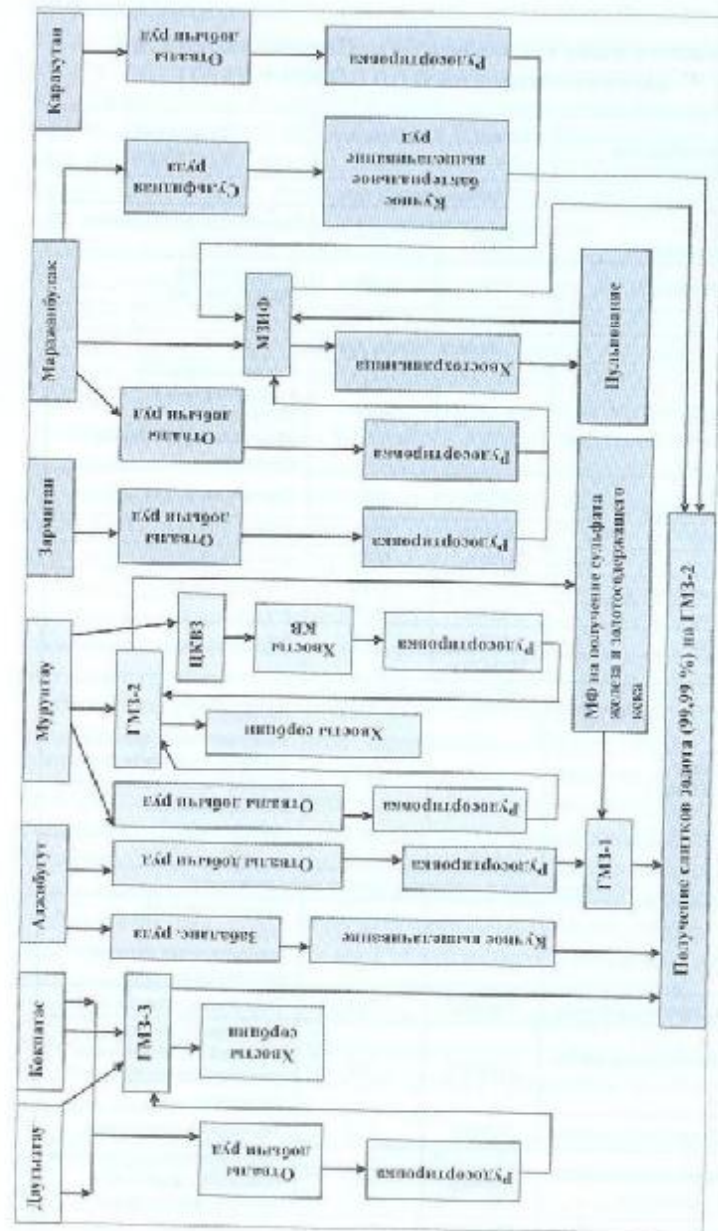 Даугызтау
Кокпатас
Аджибугут
Мурунтау
Зармитан
Маражанбулак
Каракутан
ГМЗ-3
Хвосты
сорбции
Отвалы
добычи руд
Рудосортировка
Забаланс. руда
Кучное выщелачивание
Отвалы добычи руд
Рудосортировка
ГМЗ-1
Отвалы добычи руд
Рудосортировка
ГМЗ-2
Хвосты сорбции
ЦКВЗ
Хвосты
КВ
Рудосортировка
МФ на получение сульфата
железа и золотосодержащего
кека
Отвалы
добычи руд
Рудосортировка
Отвалы
добычи руд
Рудосортировка
МЗИФ
Хвостохранилища
Пульпование
Сульфидная
руда
Кучное
бактериальное
выщелачивание
руд
Отвалы
добычи руд
Рудосортировка
Получение слитков золота (99,99 %) на ГМЗ-2